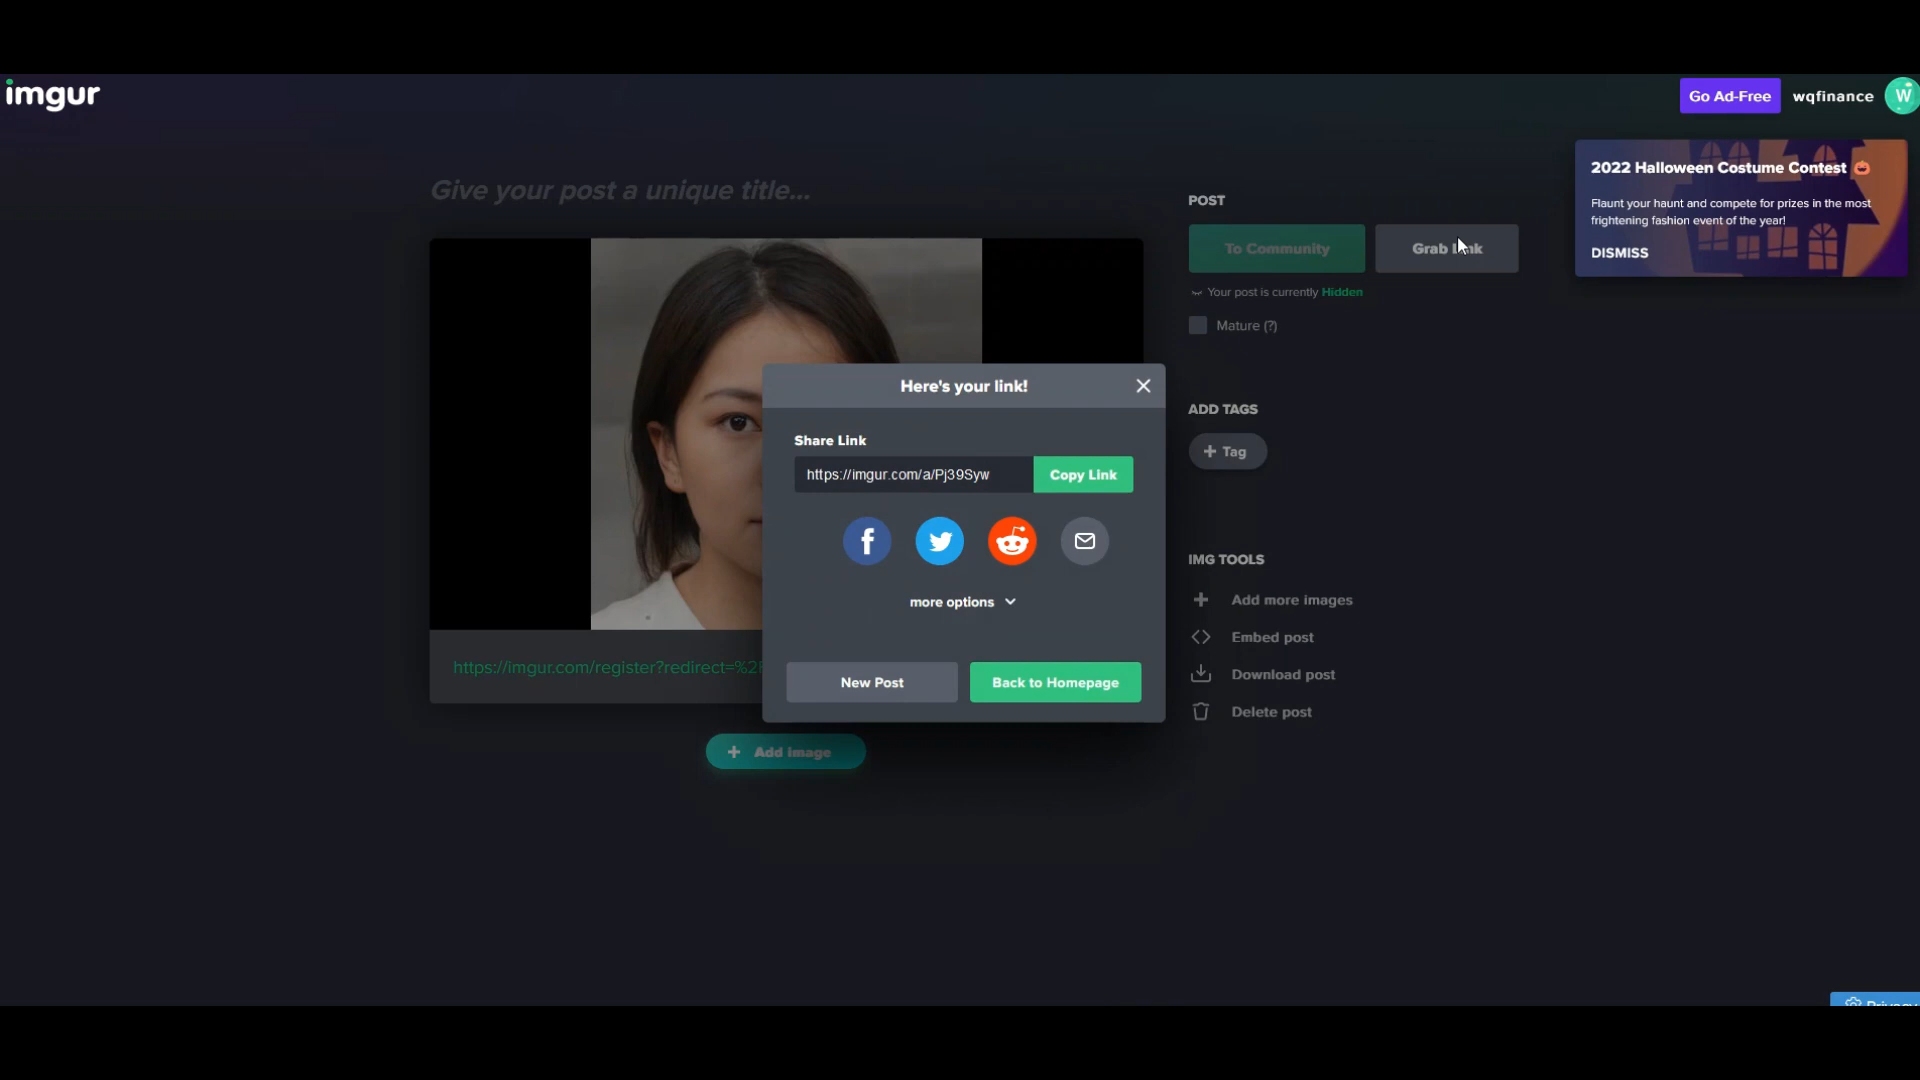 imgur
Go Ad-Free
wqfinance
W
2022 Halloween Costume Contest
Flaunt your haunt and compete for prizes in the most
frightening fashion event of the year!
DISMISS
Give your post a unique title...
POST
To Community
Grab Link
Your post is currently Hidden
Mature (?)
Here's your link!
Share Link
https://imgur.com/a/Pj39Syw
Copy Link
more options
New Post
Back to Homepage
ADD TAGS
+ Tag
IMG TOOLS
Add more images
Embed post
Download post
Delete post
https://imgur.com/register?redirect=%2
+ Add image